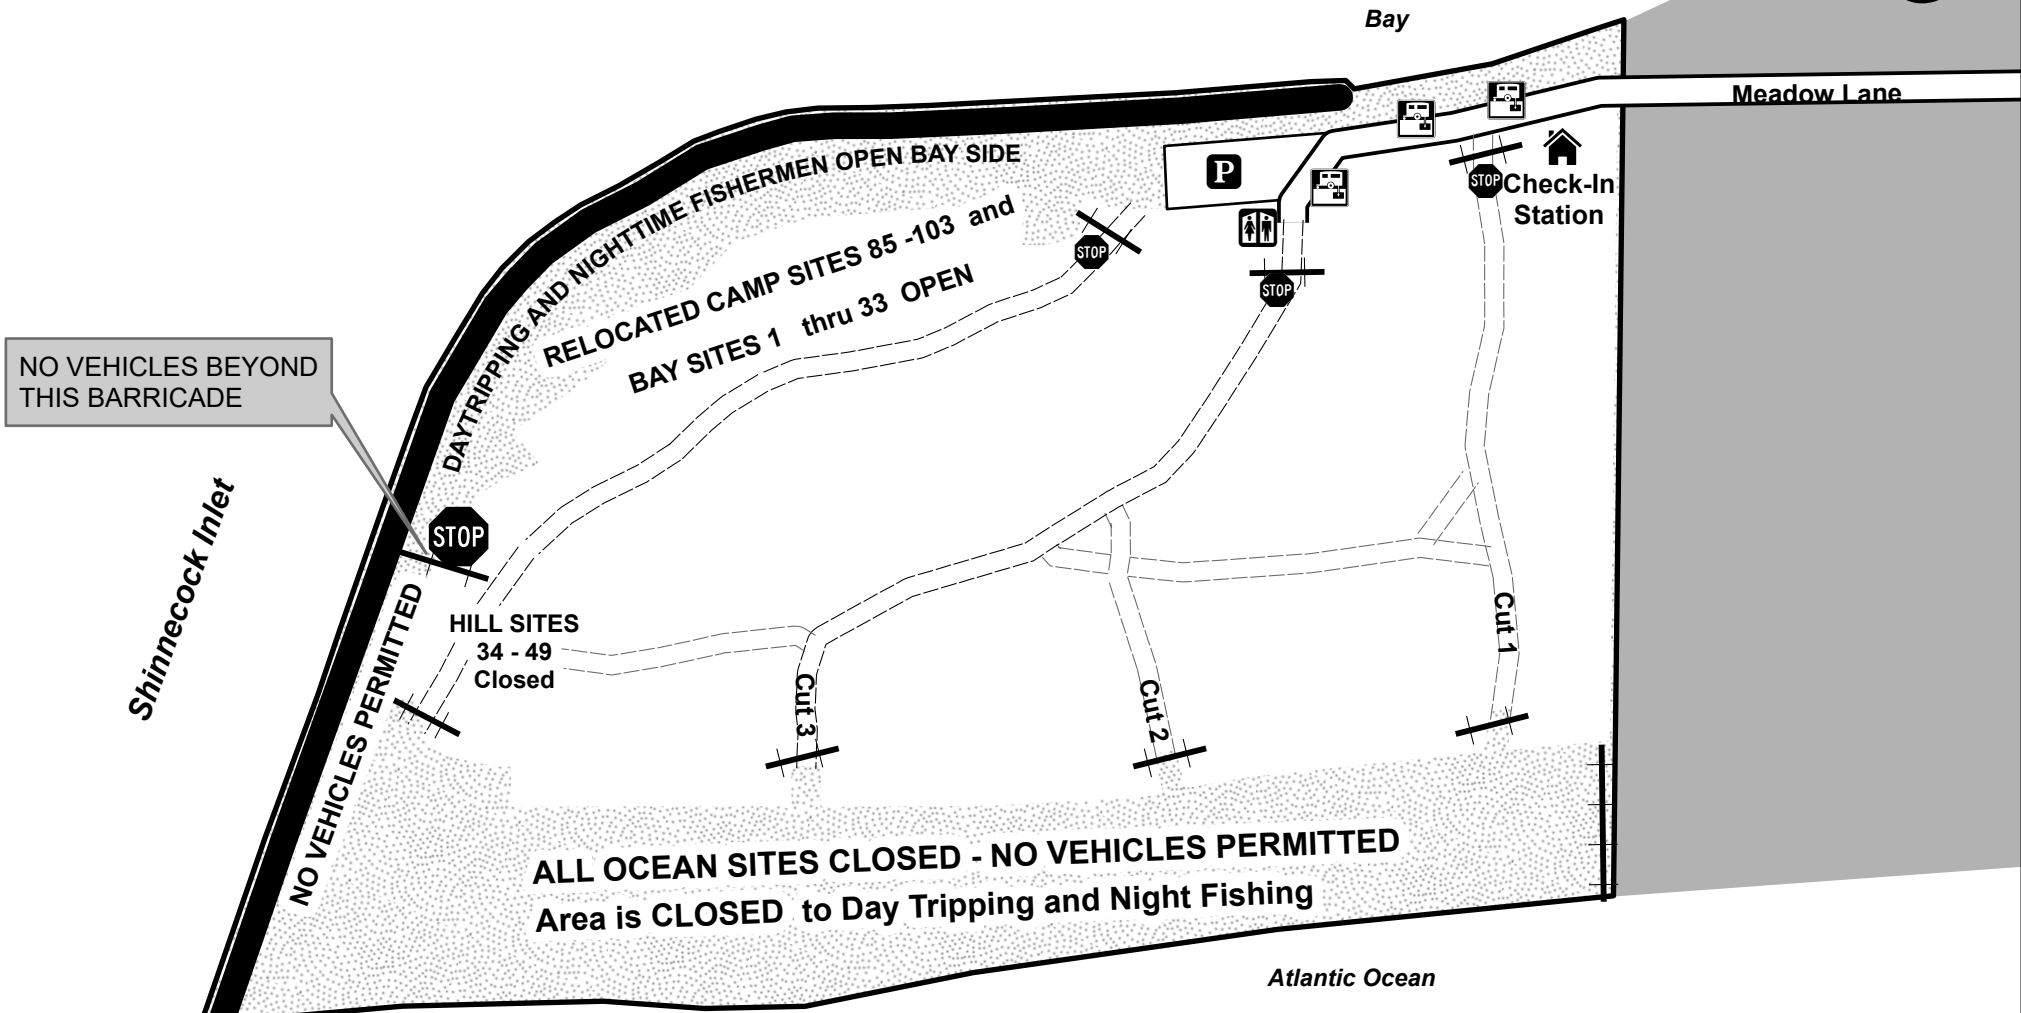 Bay
Meadow Lane
P
STOP
Check-In
Station
DAYTRIPPING AND NIGHTTIME FISHERMEN OPEN BAY SIDE
RELOCATED CAMP SITES 85 -103 and
BAY SITES 1 thru 33 OPEN
STOP
STOP
NO VEHICLES BEYOND
THIS BARRICADE
STOP
Shinnecock Inlet
NO VEHICLES PERMITTED
HILL SITES
34 - 49
Closed
Cut 3
Cut 2
Cut 1
ALL OCEAN SITES CLOSED - NO VEHICLES PERMITTED
Area is CLOSED to Day Tripping and Night Fishing
Atlantic Ocean